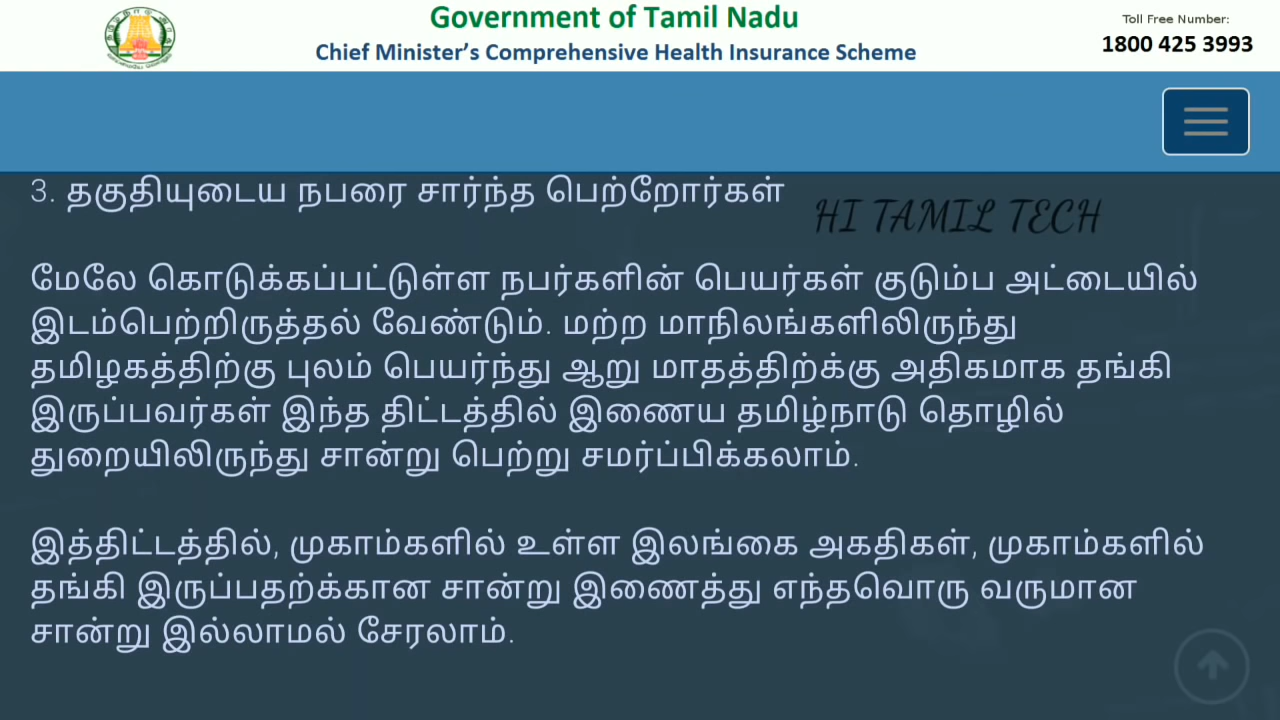 Government of Tamil Nadu
Chief Minister's Comprehensive Health Insurance Scheme
Toll Free Number:
1800 425 3993
3. தகுதியுடைய நபரை சார்ந்த பெற்றோர்கள்
HI TAMIL TECH
மேலே கொடுக்கப்பட்டுள்ள நபர்களின் பெயர்கள் குடும்ப அட்டையில்
இடம்பெற்றிருத்தல் வேண்டும். மற்ற மாநிலங்களிலிருந்து
தமிழகத்திற்கு புலம் பெயர்ந்து ஆறு மாதத்திற்க்கு அதிகமாக தங்கி
இருப்பவர்கள் இந்த திட்டத்தில் இணைய தமிழ்நாடு தொழில்
துறையிலிருந்து சான்று பெற்று சமர்ப்பிக்கலாம்.
இத்திட்டத்தில், முகாம்களில் உள்ள இலங்கை அகதிகள், முகாம்களில்
தங்கி இருப்பதற்க்கான சான்று இணைத்து எந்தவொரு வருமான
சான்று இல்லாமல் சேரலாம்.